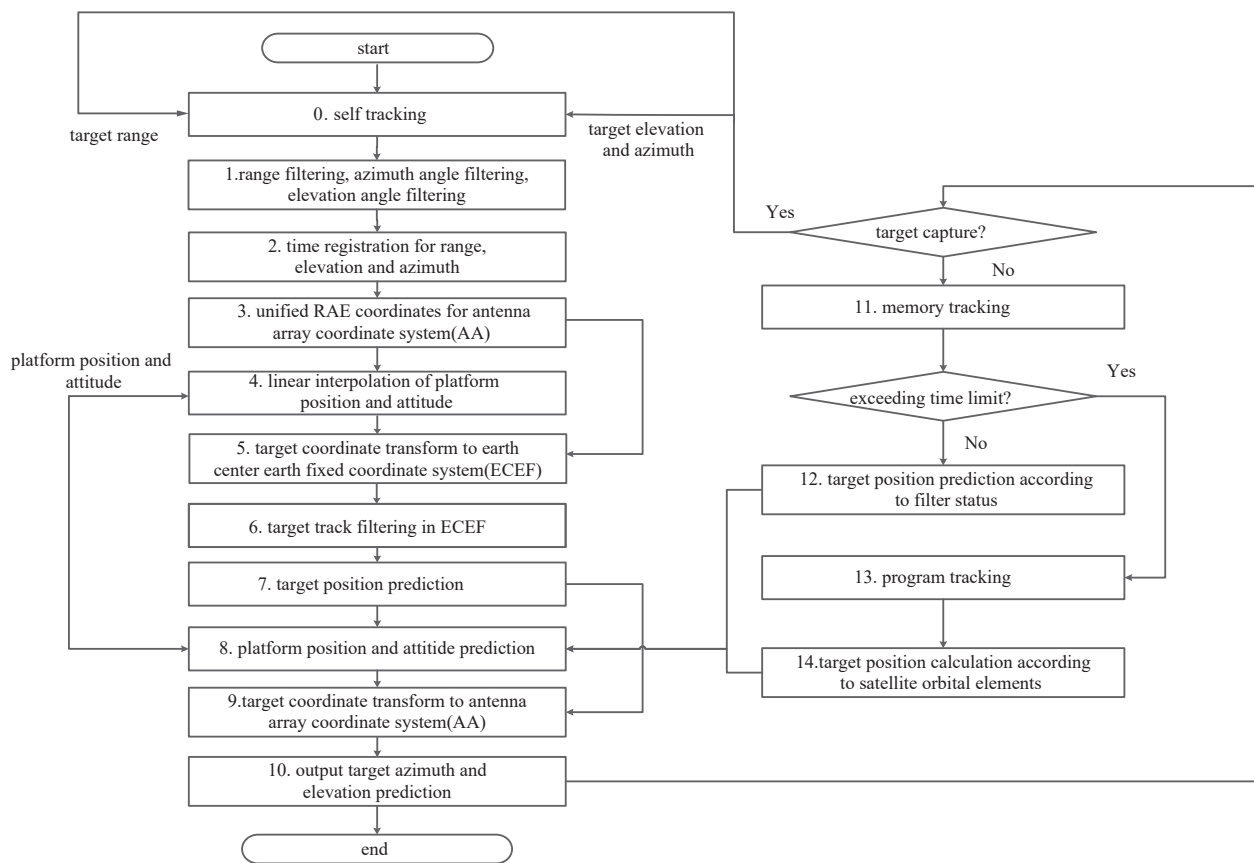 start
0. self tracking
target range
target elevation
and azimuth
1.range filtering, azimuth angle filtering,
elevation angle filtering
2. time registration for range,
elevation and azimuth
3. unified RAE coordinates for antenna
array coordinate system(AA)
platform position and
attitude
4. linear interpolation of platform
position and attitude
5. target coordinate transform to earth
center earth fixed coordinate system(ECEF)
6. target track filtering in ECEF
7. target position prediction
8. platform position and attitide prediction
9.target coordinate transform to antenna
array coordinate system(AA)
10. output target azimuth and
elevation prediction
end
Yes
target capture?
No
11. memory tracking
Yes
exceeding time limit?
No
12. target position prediction according
to filter status
13. program tracking
14.target position calculation according
to satellite orbital elements